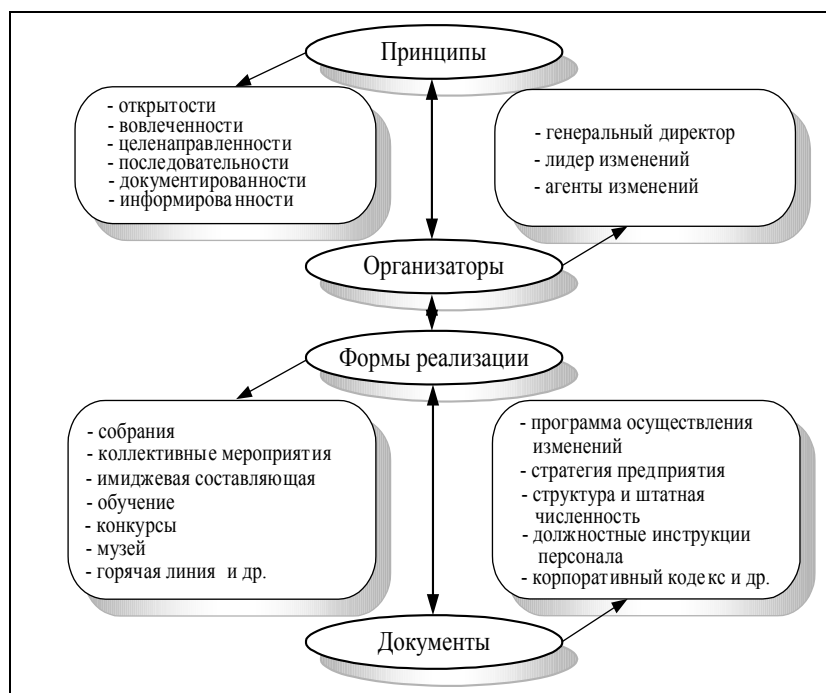 Принципы
- открытости
- вовлеченности
- целенаправленности
- последовательности
- документированности
- информированности
- генеральный директор
- лидер изменений
- агенты изменений
Организаторы
Формы реализации
- собрания
- коллективные мероприятия
- имиджевая составляющая
- обучение
- конкурсы
- музей
- горячая линия и др.
- программа осуществления
изменений
- стратегия предприятия
- структура и штатная
численность
- должностные инструкции
персонала
- корпоративный кодекс и др.
Документы